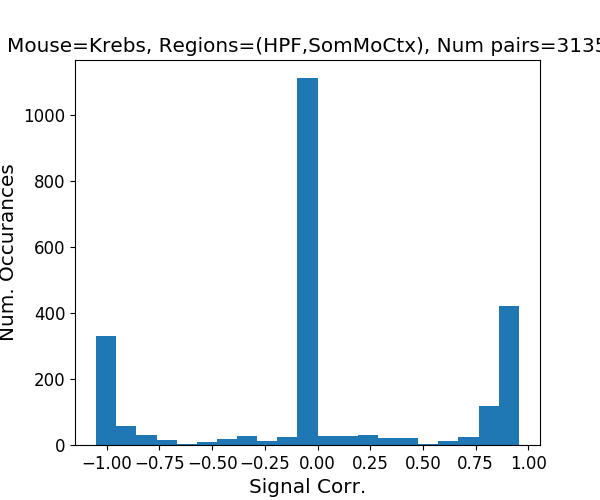 Mouse=Krebs, Regions=(HPF,SomMoCtx), Num pairs=3135
1000
800
600
400
200
0
Num. Occurances
−1.00 −0.75 −0.50 −0.25 0.00 0.25 0.50 0.75 1.00
Signal Corr.